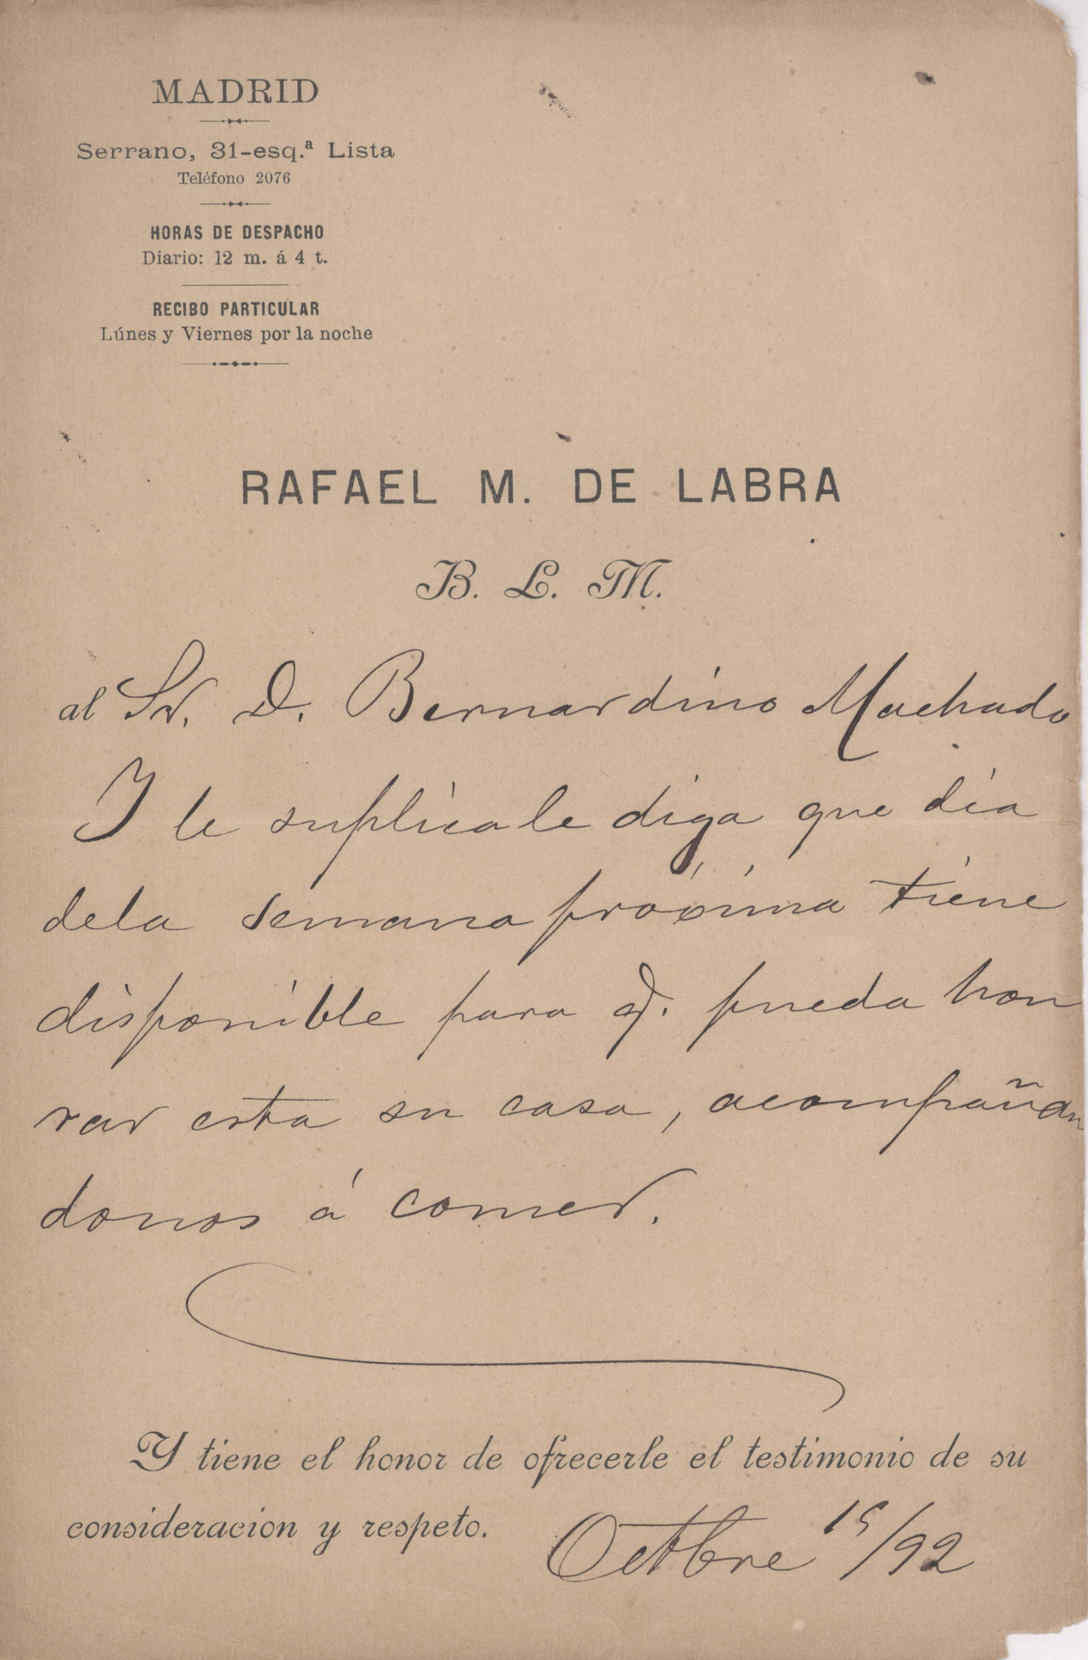 MADRID
Serrano, 31-esq.ª Lista
Teléfono 2076
HORAS DE DESPACHO
Diario: 12 m. á 4 t.
RECIBO PARTICULAR
Lúnes y Viernes por la noche
RAFAEL M. DE LABRA
B. L. M.
al Sr. D. Bernardino Machado
Y le suplica le diga que dia
dela semana próxima tiene
disponible para q. pueda hon
rar esta su casa, acompañan
donos á comer.
Y tiene el honor de ofrecerle el testimonio de su
consideracion y respeto.
Octbre 15/92